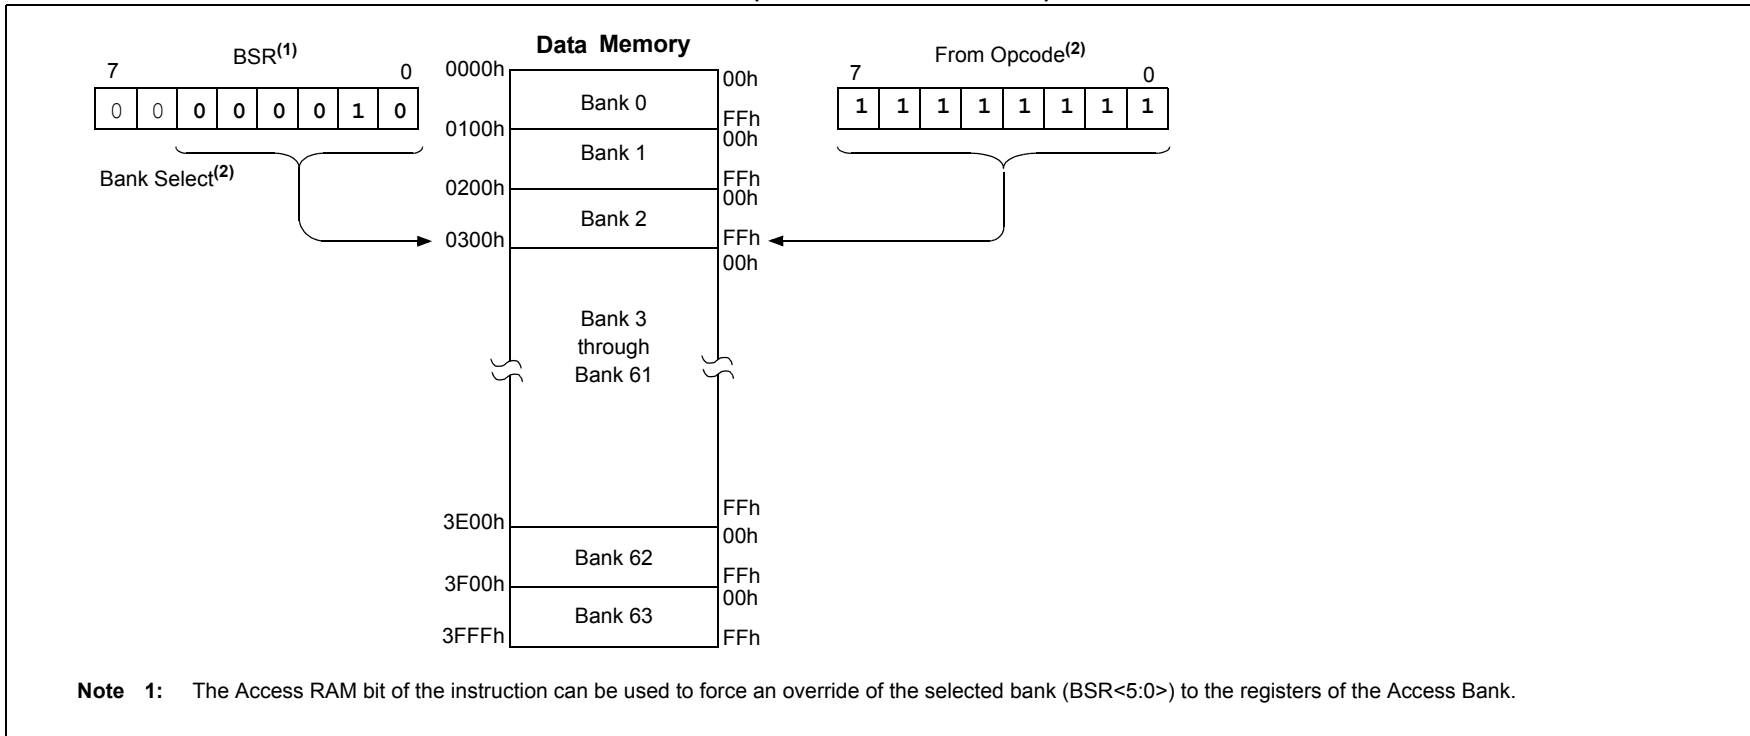 Data Memory
BSR(1)
7 0
0 0 0 0 0 0 1 0
Bank Select(2)
From Opcode(2)
7 0
1 1 1 1 1 1 1 1
0000h
Bank 0
00h
FFh
0100h
Bank 1
00h
FFh
0200h
Bank 2
00h
FFh
0300h
00h
Bank 3
through
Bank 61
FFh
3E00h
Bank 62
00h
FFh
3F00h
Bank 63
00h
3FFFh
FFh
Note 1: The Access RAM bit of the instruction can be used to force an override of the selected bank (BSR<5:0>) to the registers of the Access Bank.